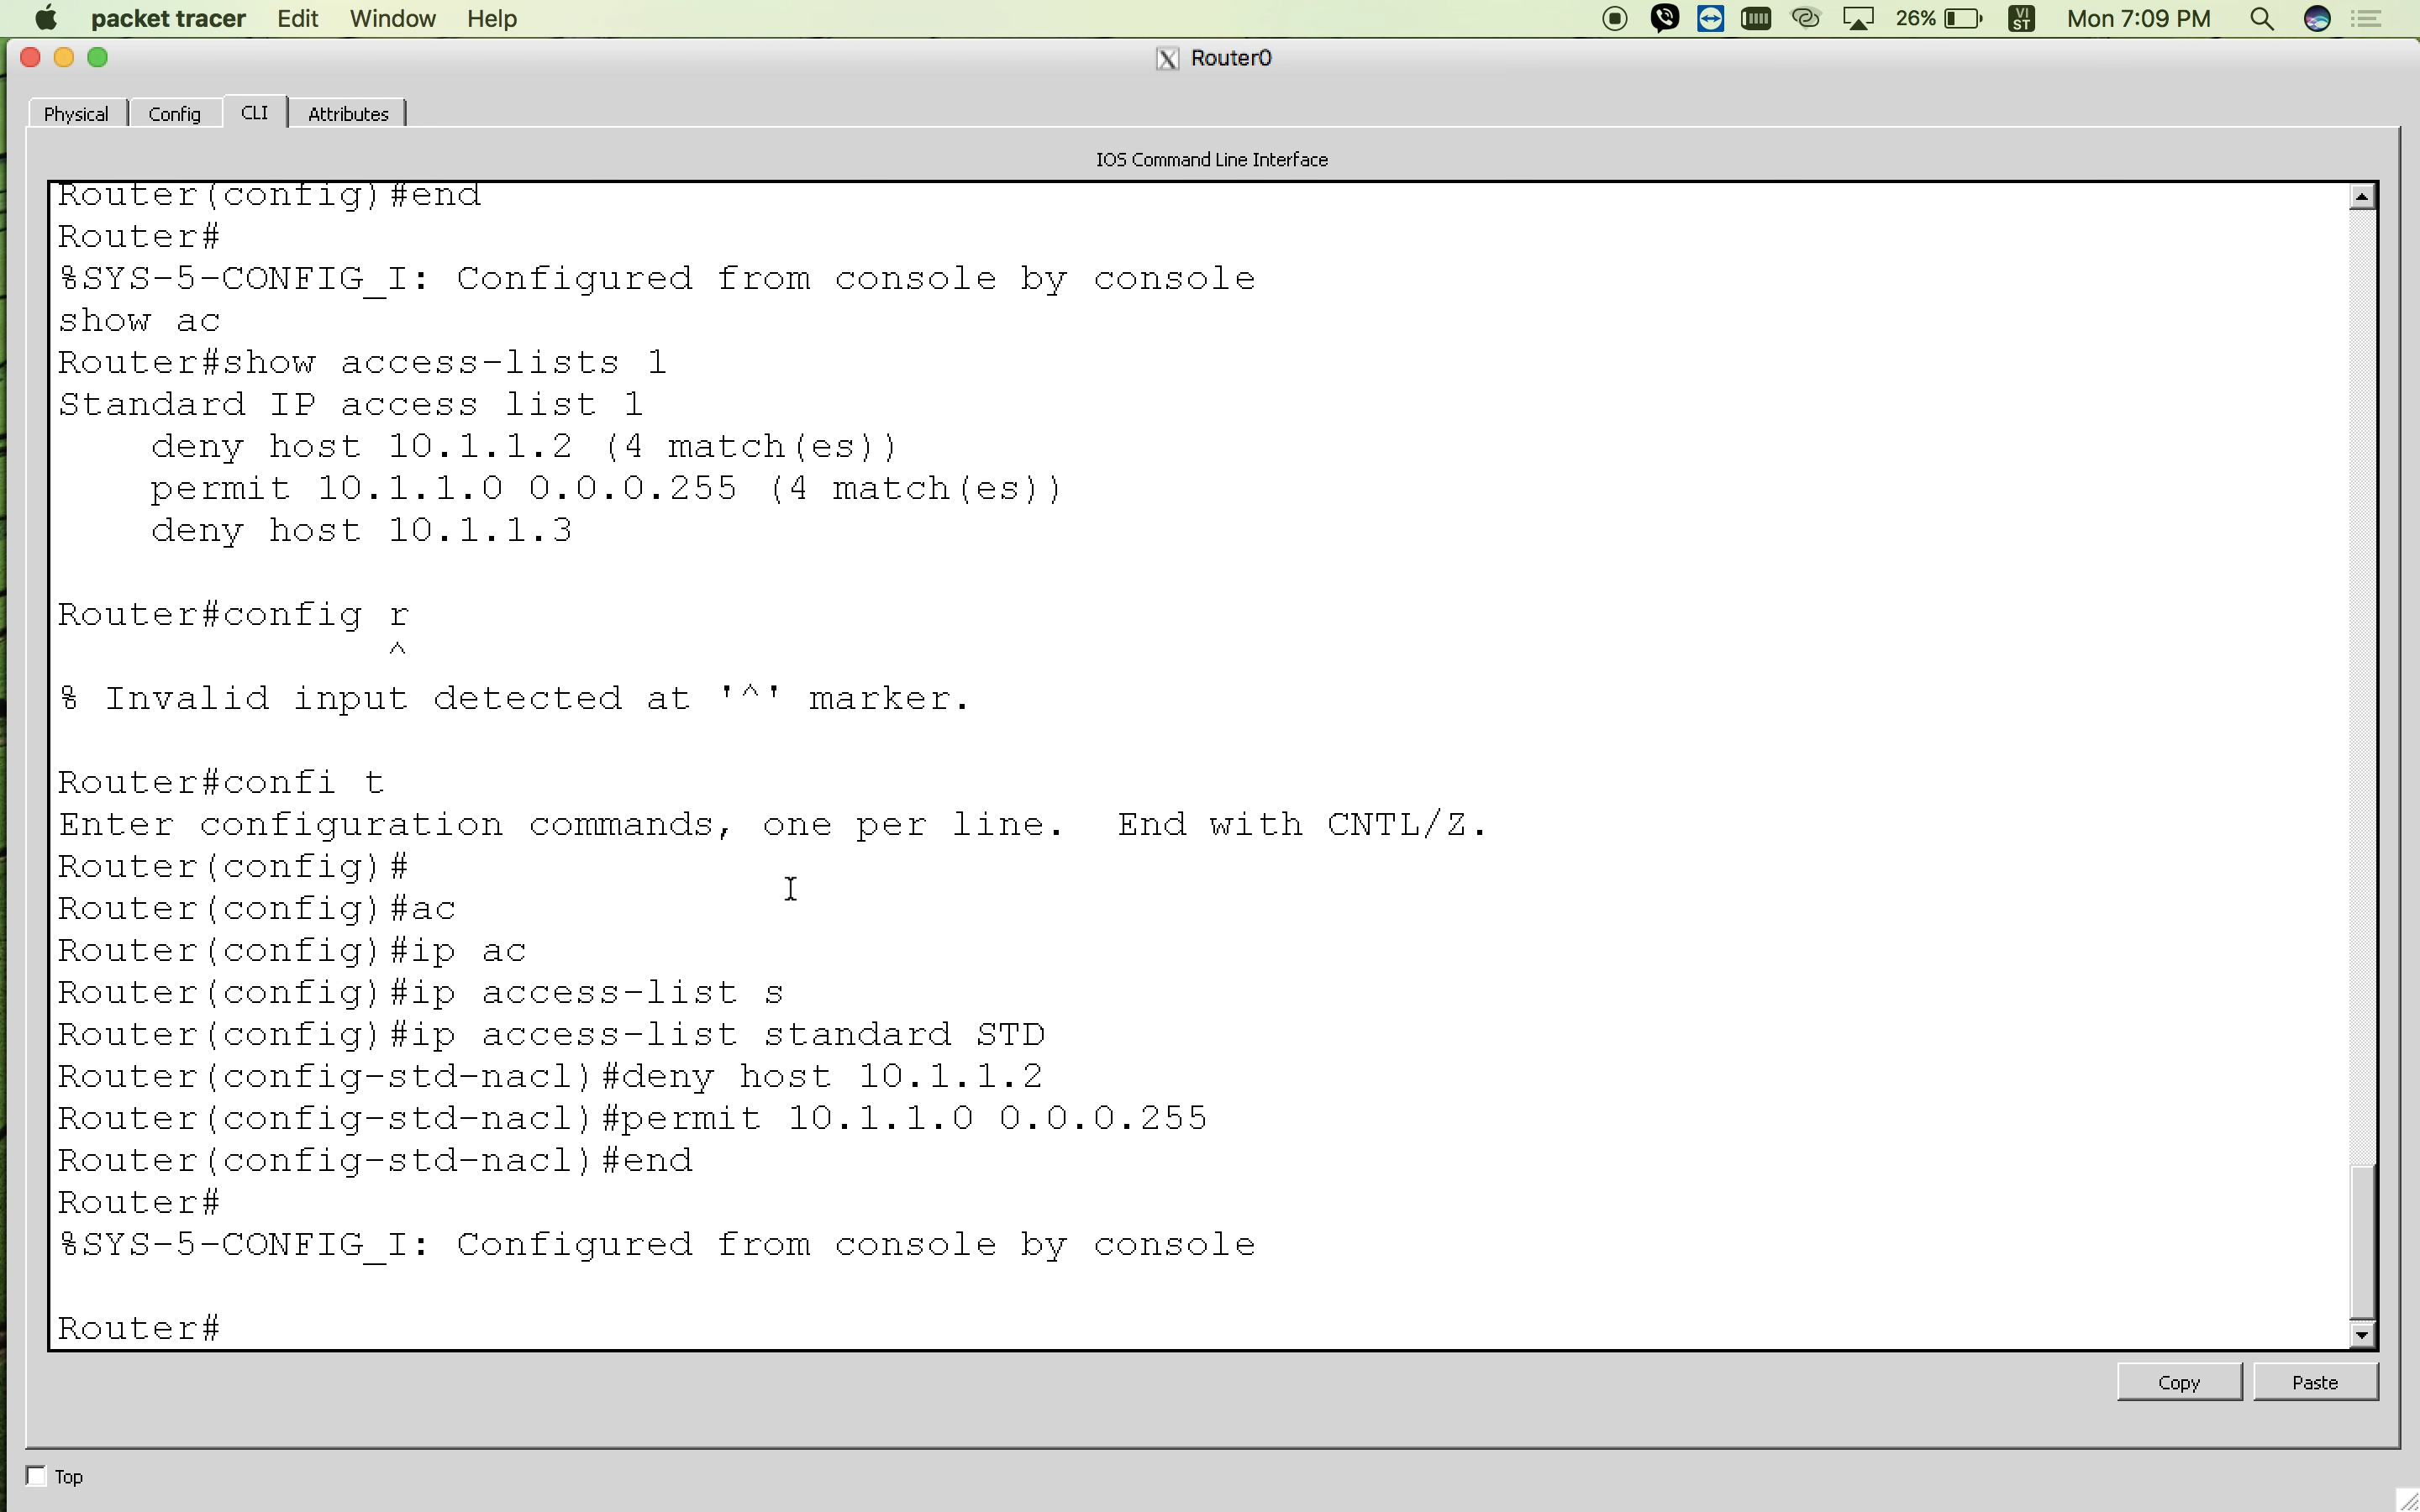 packet tracer Edit Window Help 26% VI ST Mon 7:09 PM
X Router0
Physical Config CLI Attributes
IOS Command Line Interface
Router(config)#end
Router#
%SYS-5-CONFIG_I: Configured from console by console
show ac
Router#show access-lists 1
Standard IP access list 1
deny host 10.1.1.2 (4 match(es))
permit 10.1.1.0 0.0.0.255 (4 match(es))
deny host 10.1.1.3
Router#config r
^
% Invalid input detected at '^' marker.
Router#confi t
Enter configuration commands, one per line. End with CNTL/Z.
Router(config)#
Router(config)#ac
Router(config)#ip ac
Router(config)#ip access-list s
Router(config)#ip access-list standard STD
Router(config-std-nacl)#deny host 10.1.1.2
Router(config-std-nacl)#permit 10.1.1.0 0.0.0.255
Router(config-std-nacl)#end
Router#
%SYS-5-CONFIG_I: Configured from console by console
Router#
Copy Paste
Top